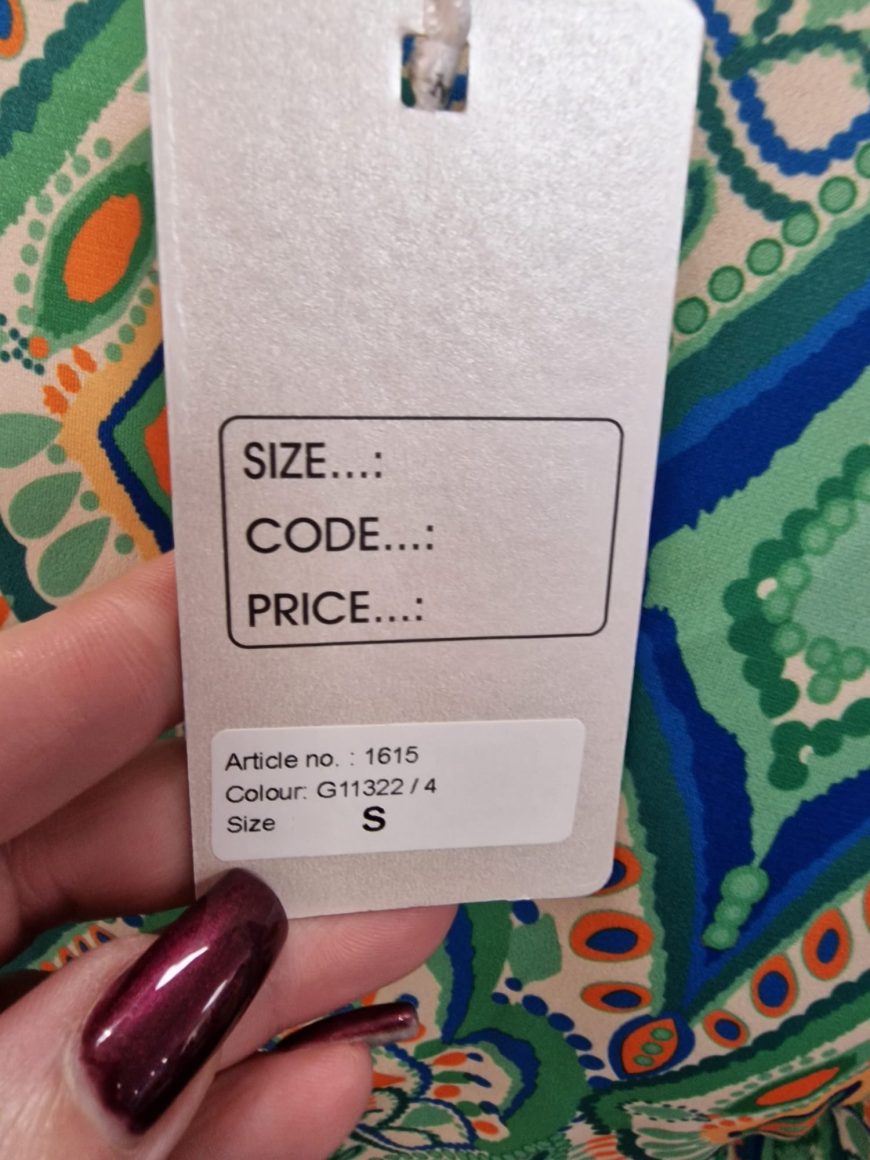 SIZE...:
CODE...:
PRICE...:
Article no. : 1615
Colour: G11322 / 4
Size S